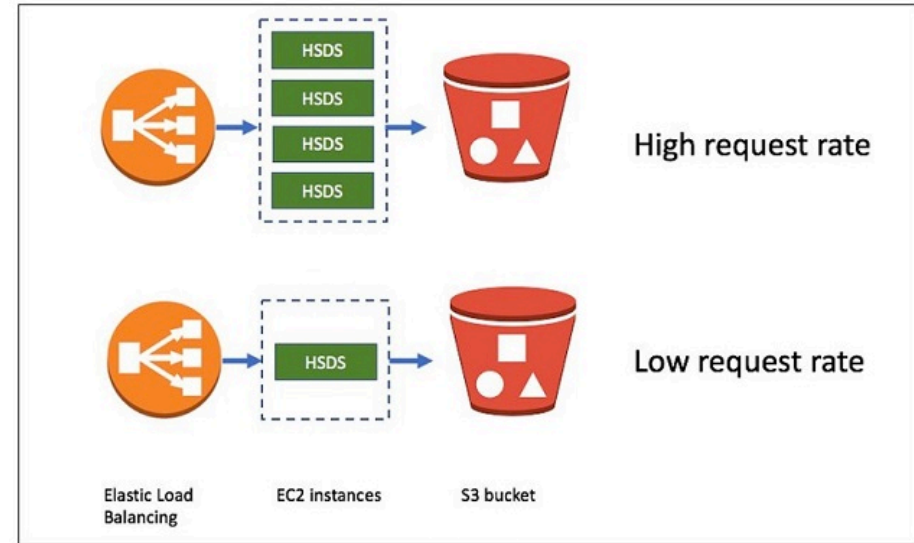 HSDS
HSDS
HSDS
HSDS
High request rate
HSDS
Low request rate
Elastic Load
Balancing
EC2 instances
S3 bucket